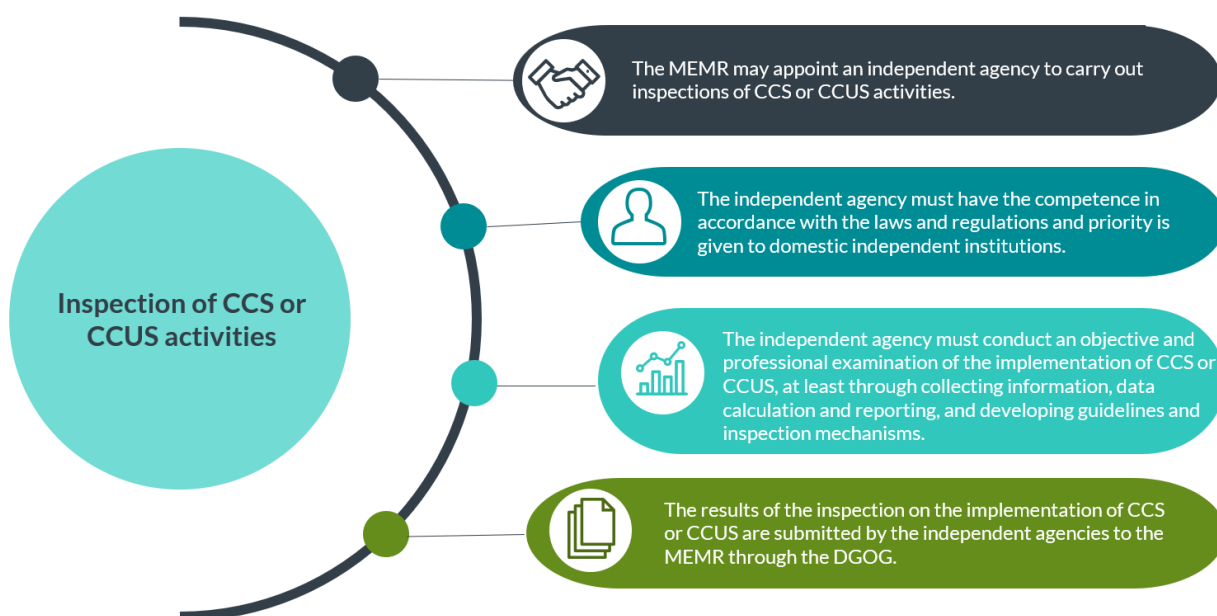 The MEMR may appoint an independent agency to carry out
inspections of CCS or CCUS activities.
The independent agency must have the competence in
accordance with the laws and regulations and priority is
given to domestic independent institutions.
Inspection of CCS or
CCUS activities
The independent agency must conduct an objective and
professional examination of the implementation of CCS or
CCUS, at least through collecting information, data
calculation and reporting, and developing guidelines and
inspection mechanisms.
The results of the inspection on the implementation of CCS
or CCUS are submitted by the independent agencies to the
MEMR through the DGOG.